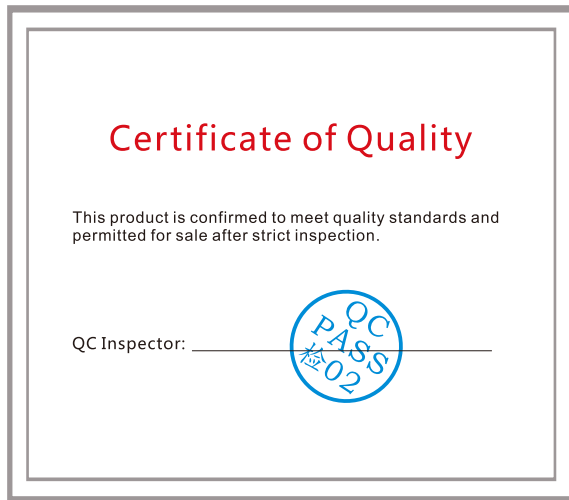 Certificate of Quality
This product is confirmed to meet quality standards and
permitted for sale after strict inspection.
QC Inspector:
QC
PASS
检02